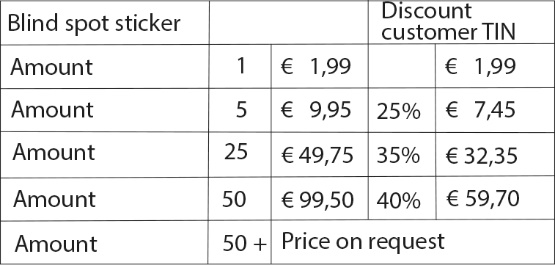 Blind spot sticker Discount customer TIN
Amount 1 € 1,99 € 1,99
Amount 5 € 9,95 25% € 7,45
Amount 25 € 49,75 35% € 32,35
Amount 50 € 99,50 40% € 59,70
Amount 50 + Price on request